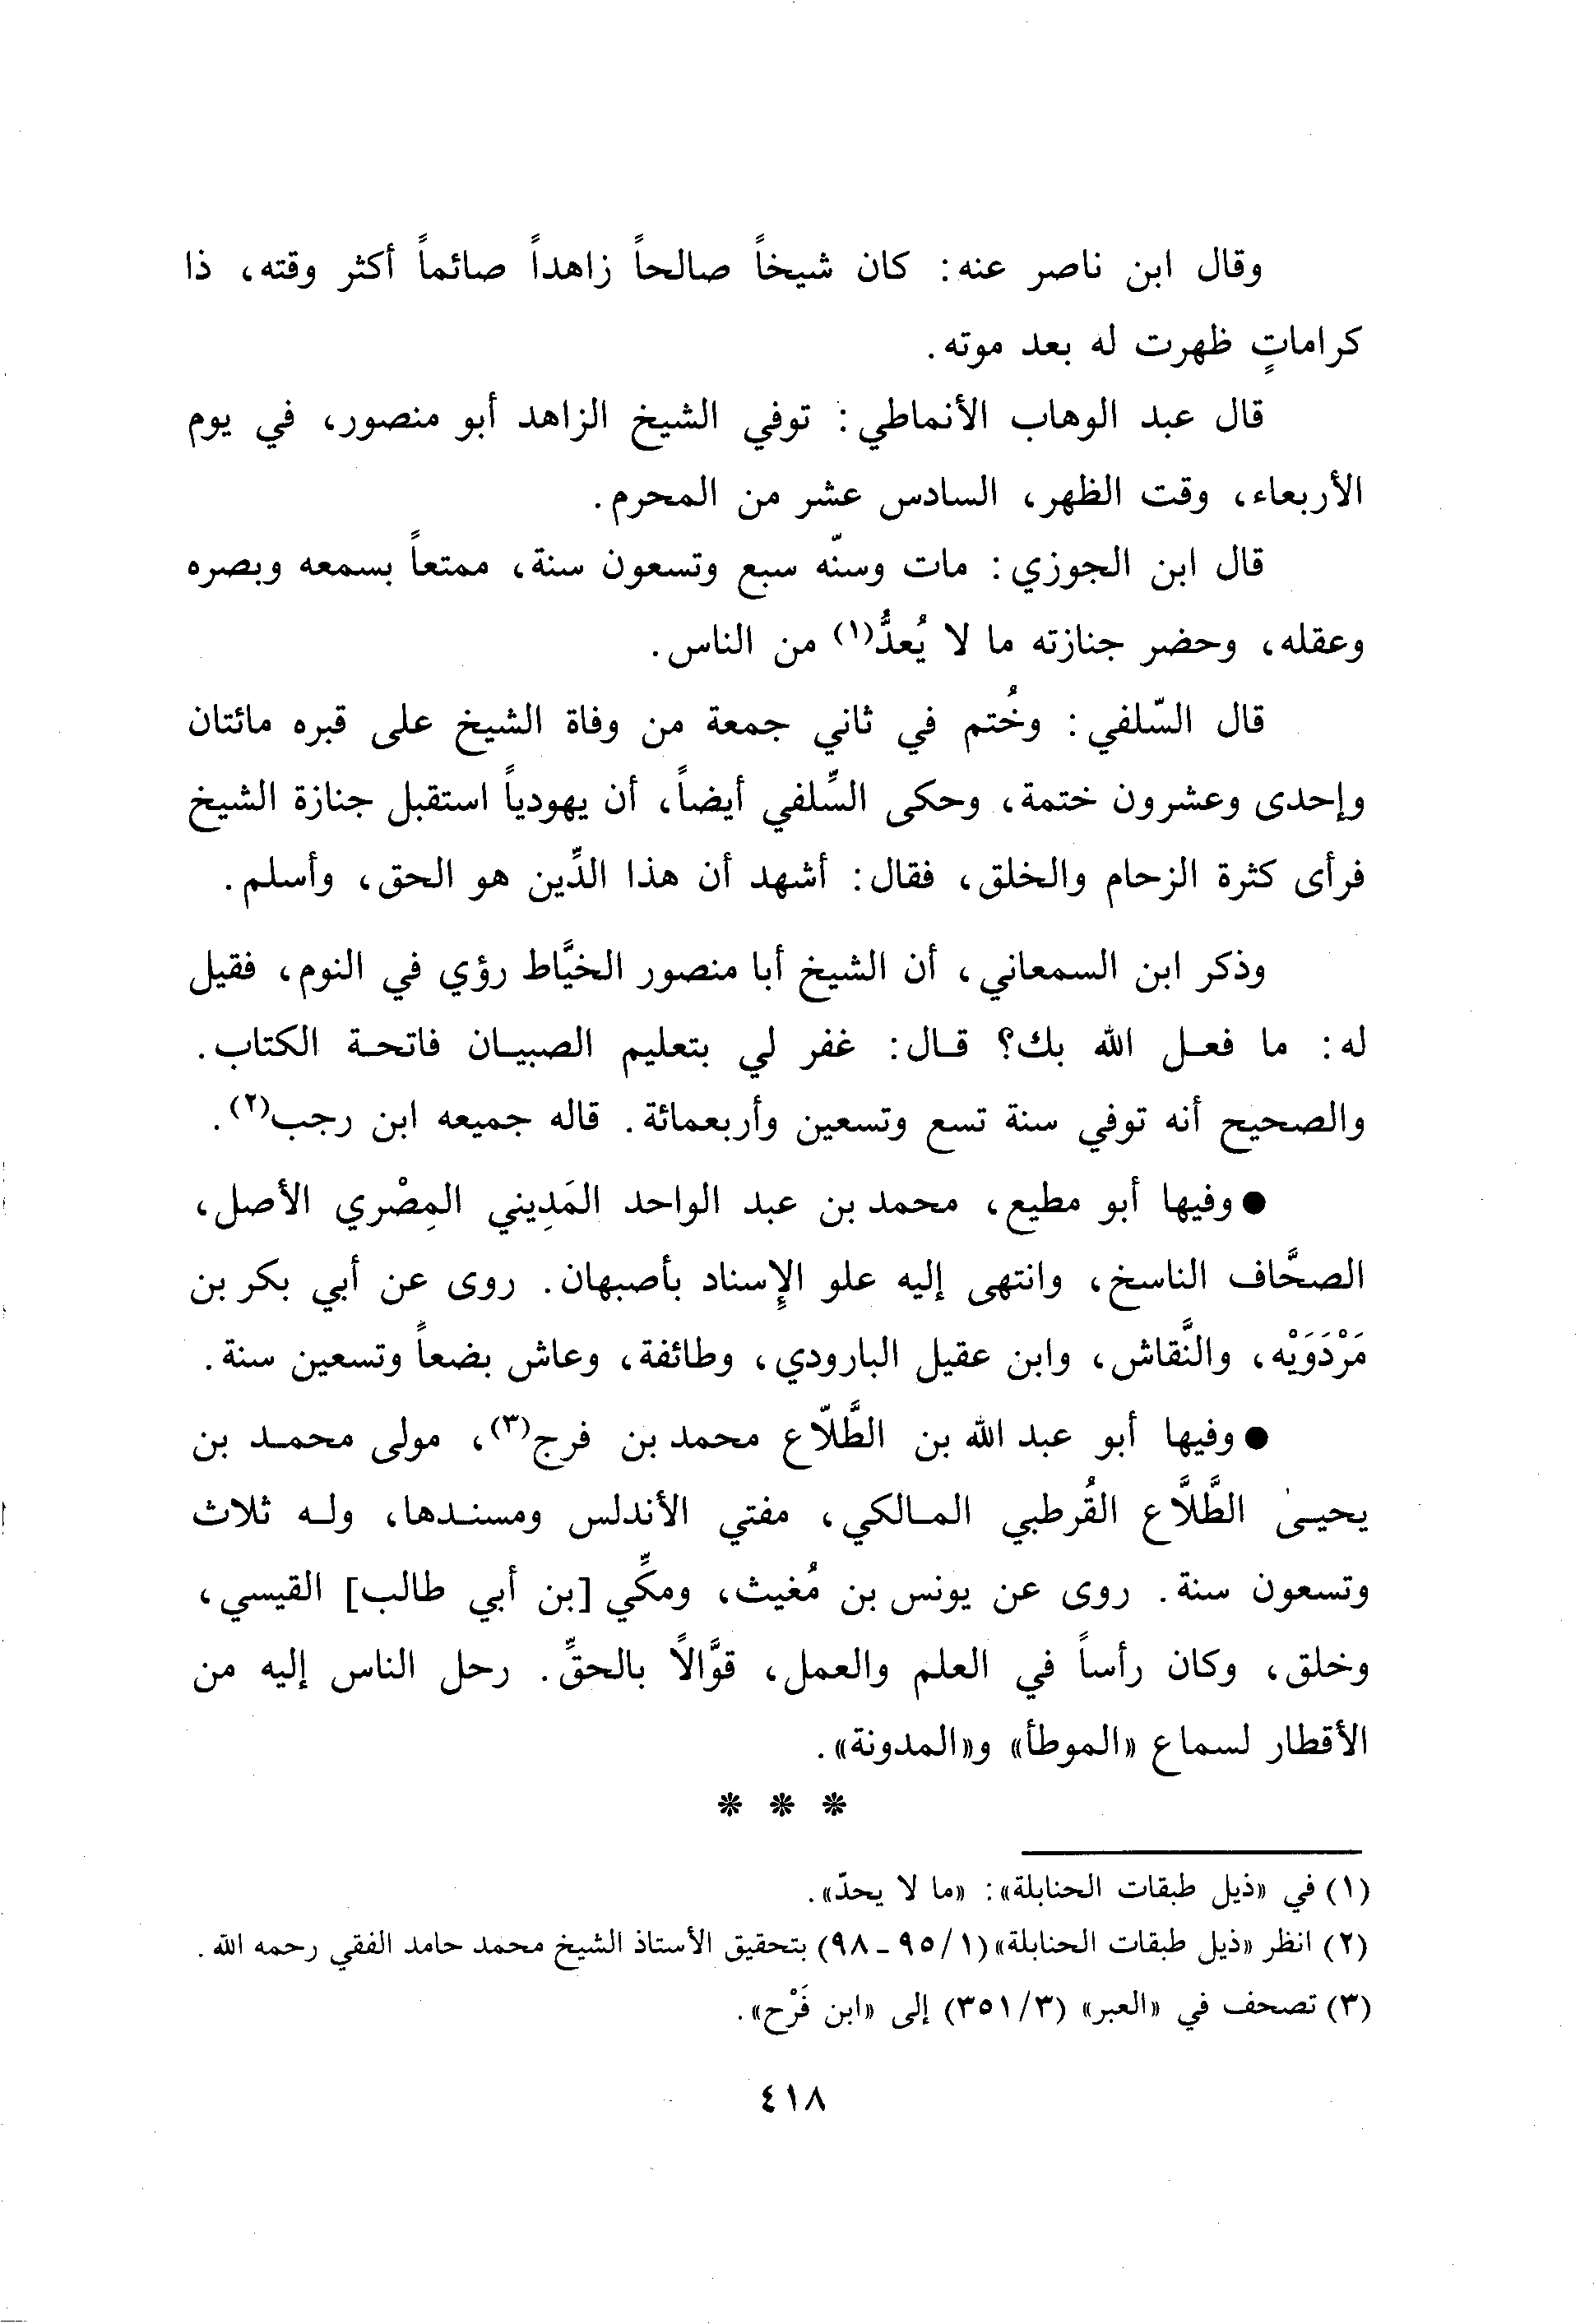 وقال ابن ناصر عنه: كان شيخاً صالحاً زاهداً صائماً أكثر وقته، ذا
كراماتٍ ظهرت له بعد موته.
قال عبد الوهاب الأنماطي: توفي الشيخ الزاهد أبو منصور، في يوم
الأربعاء، وقت الظهر، السادس عشر من المحرم.
قال ابن الجوزي: مات وسنّه سبع وتسعون سنة، ممتعاً بسمعه وبصره
وعقله، وحضر جنازته ما لا يُعدُّ(١) من الناس.
قال السّلفي: وخُتم في ثاني جمعة من وفاة الشيخ على قبره مائتان
وإحدى وعشرون ختمة، وحكى السِّلفي أيضاً، أن يهودياً استقبل جنازة الشيخ
فرأى كثرة الزحام والخلق، فقال: أشهد أن هذا الدِّين هو الحق، وأسلم.
وذكر ابن السمعاني، أن الشيخ أبا منصور الخيَّاط رؤي في النوم، فقيل
له: ما فعـل الله بك؟ قـال: غفر لي بتعليم الصبيـان فاتحـة الكتاب.
والصحيح أنه توفي سنة تسع وتسعين وأربعمائة. قاله جميعه ابن رجب(٢).
● وفيها أبو مطيع، محمد بن عبد الواحد المَدِيني المِصْري الأصل،
الصحَّاف الناسخ، وانتهى إليه علو الإسناد بأصبهان. روى عن أبي بكر بن
مَرْدَوَيْه، والنَّقاش، وابن عقيل البارودي، وطائفة، وعاش بضعاً وتسعين سنة.
● وفيها أبو عبد الله بن الطَّلّاع محمد بن فرج(٣)، مولى محمـد بن
يحيـى الطَّلَّاع القُرطبي المـالكي، مفتي الأندلس ومسنـدها، ولـه ثلاث
وتسعون سنة. روى عن يونس بن مُغيث، ومكِّي [بن أبي طالب] القيسي،
وخلق، وكان رأساً في العلم والعمل، قوَّالاً بالحقِّ. رحل الناس إليه من
الأقطار لسماع «الموطأ» و«المدونة».
* * *
(١) في «ذيل طبقات الحنابلة»: «ما لا يحدّ».
(٢) انظر «ذيل طبقات الحنابلة» (١/ ٩٥ - ٩٨) بتحقيق الأستاذ الشيخ محمد حامد الفقي رحمه الله.
(٣) تصحف في «العبر» (٣/ ٣٥١) إلى «ابن فَرْح».
٤١٨